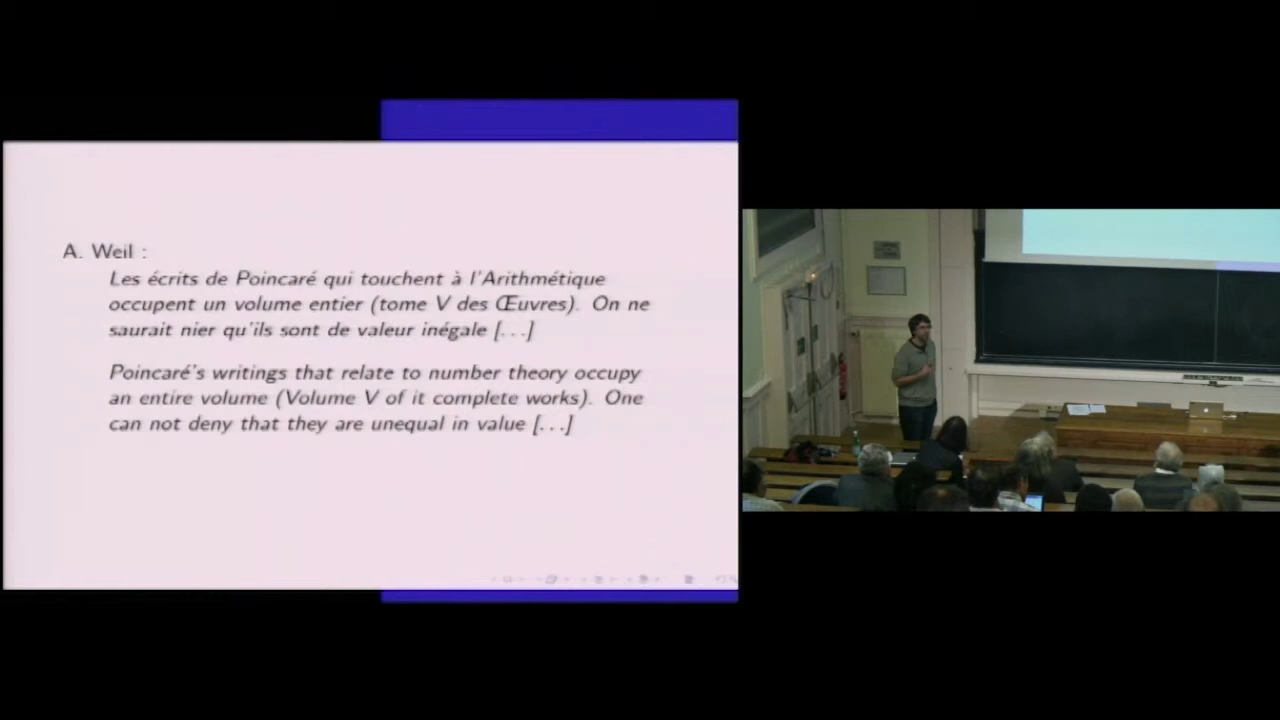 A. Weil :
Les écrits de Poincaré qui touchent à l'Arithmétique
occupent un volume entier (tome V des Œuvres). On ne
saurait nier qu'ils sont de valeur inégale [...]
Poincaré's writings that relate to number theory occupy
an entire volume (Volume V of it complete works). One
can not deny that they are unequal in value [...]